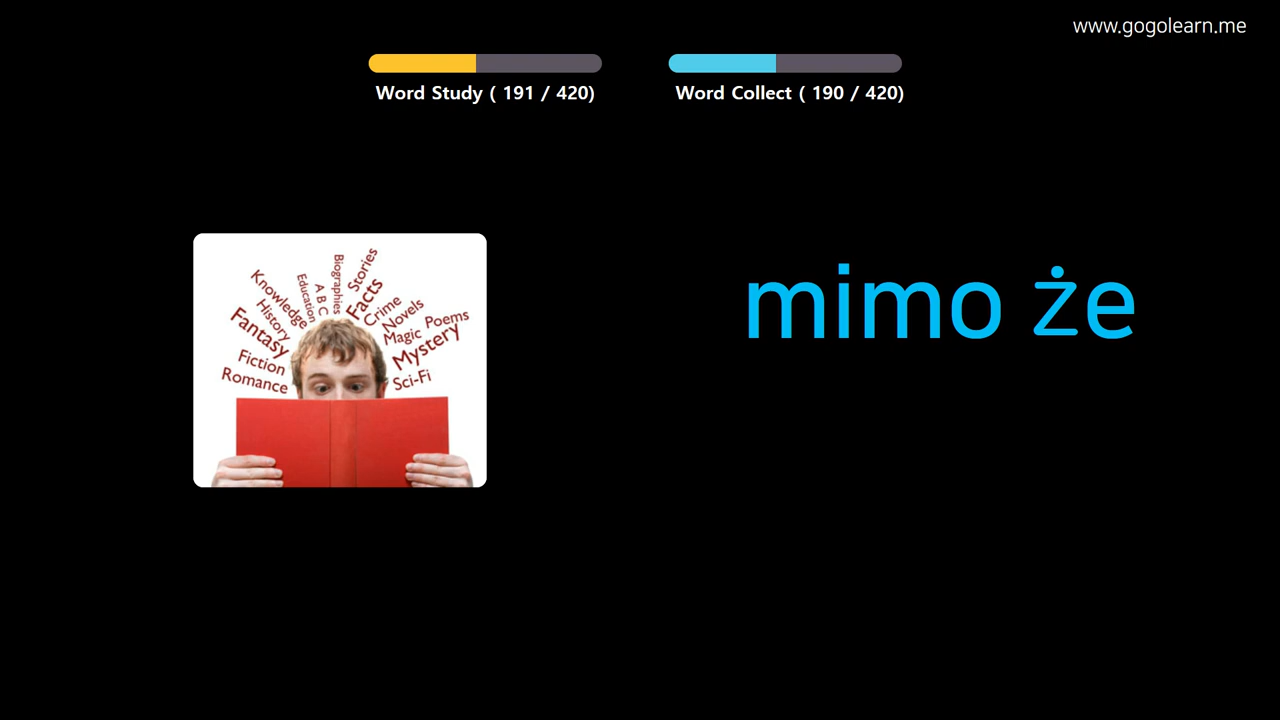 www.gogolearn.me
Word Study ( 191 / 420)
Word Collect ( 190 / 420)
mimo że
Knowledge
History
Fantasy
Fiction
Romance
Education
A B C
Biographies
Stories
Facts
Crime
Novels
Magic
Poems
Mystery
Sci-Fi